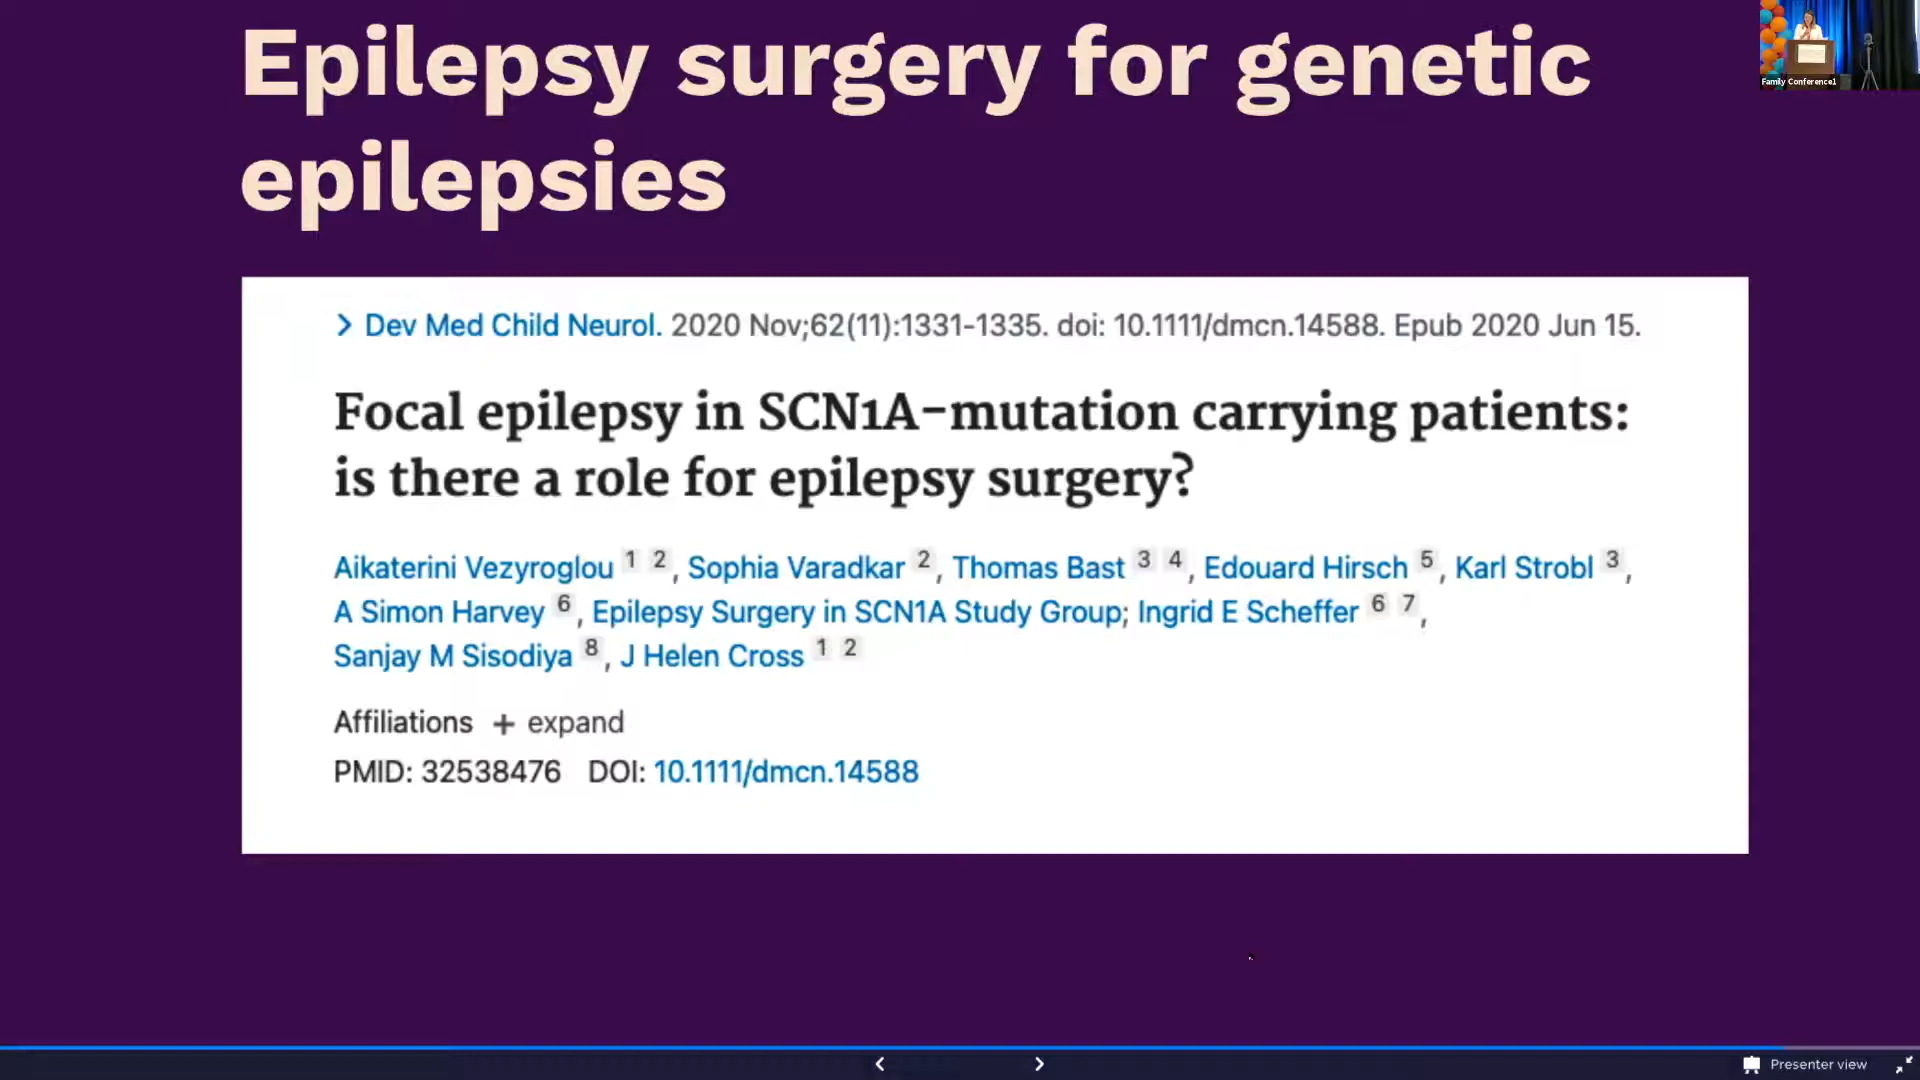 Epilepsy surgery for genetic
epilepsies
Family Conference1
> Dev Med Child Neurol. 2020 Nov;62(11):1331-1335. doi: 10.1111/dmcn.14588. Epub 2020 Jun 15.
Focal epilepsy in SCN1A-mutation carrying patients:
is there a role for epilepsy surgery?
Aikaterini Vezyroglou 1 2, Sophia Varadkar 2, Thomas Bast 3 4, Edouard Hirsch 5, Karl Strobl 3,
A Simon Harvey 6, Epilepsy Surgery in SCN1A Study Group; Ingrid E Scheffer 6 7,
Sanjay M Sisodiya 8, J Helen Cross 1 2
Affiliations + expand
PMID: 32538476 DOI: 10.1111/dmcn.14588
Presenter view